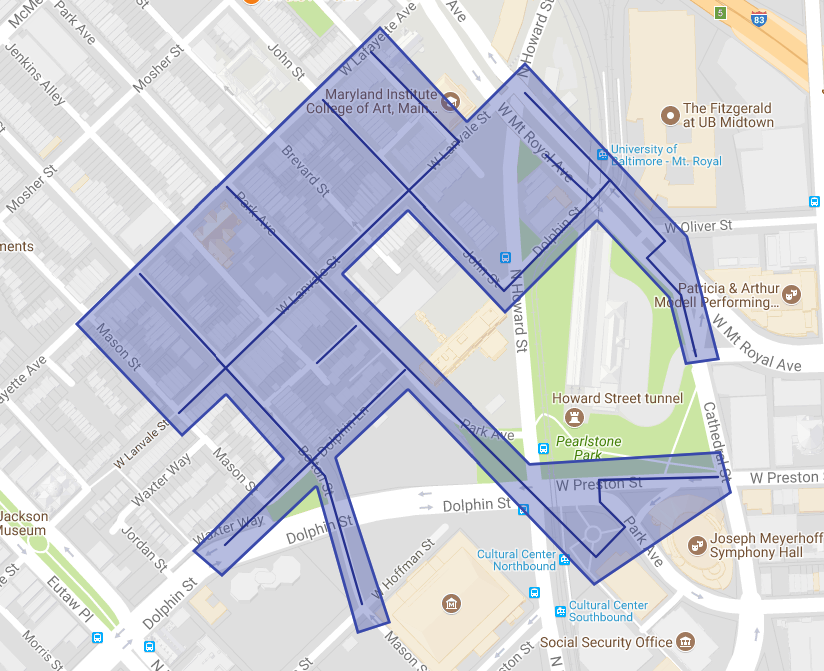 Park Ave
McMe
Mosher St
Jenkins Alley
John St
W Lafayette Ave
Ave
N Howard St
5
83
Maryland Institute
College of Art, Main...
The Fitzgerald
at UB Midtown
W Mt Royal Ave
W Lanvale St
University of
Baltimore - Mt. Royal
Brevard St
Mosher St
Park Ave
Dolphin St
W Oliver St
ments
John St
W Lanvale St
N Howard St
Patricia & Arthur
Modell Performing...
Mason St
W Mt Royal Ave
ayette Ave
Howard Street tunnel
Cathedral St
W Lanvale St
Dolphin Ln
Park Ave
Pearlstone
Park
Mason St
Bolton St
Waxter Way
W Preston St
W Preston
Dolphin St
Jackson
Museum
Waxter Way
Dolphin St
Park Ave
Jordan St
Joseph Meyerhoff
Symphony Hall
W Hoffman St
Cultural Center
Northbound
e St
Eutaw Pl
Dolphin St
Cultural Center
Southbound
Morris St
Mason St
eston St
Social Security Office
N
N